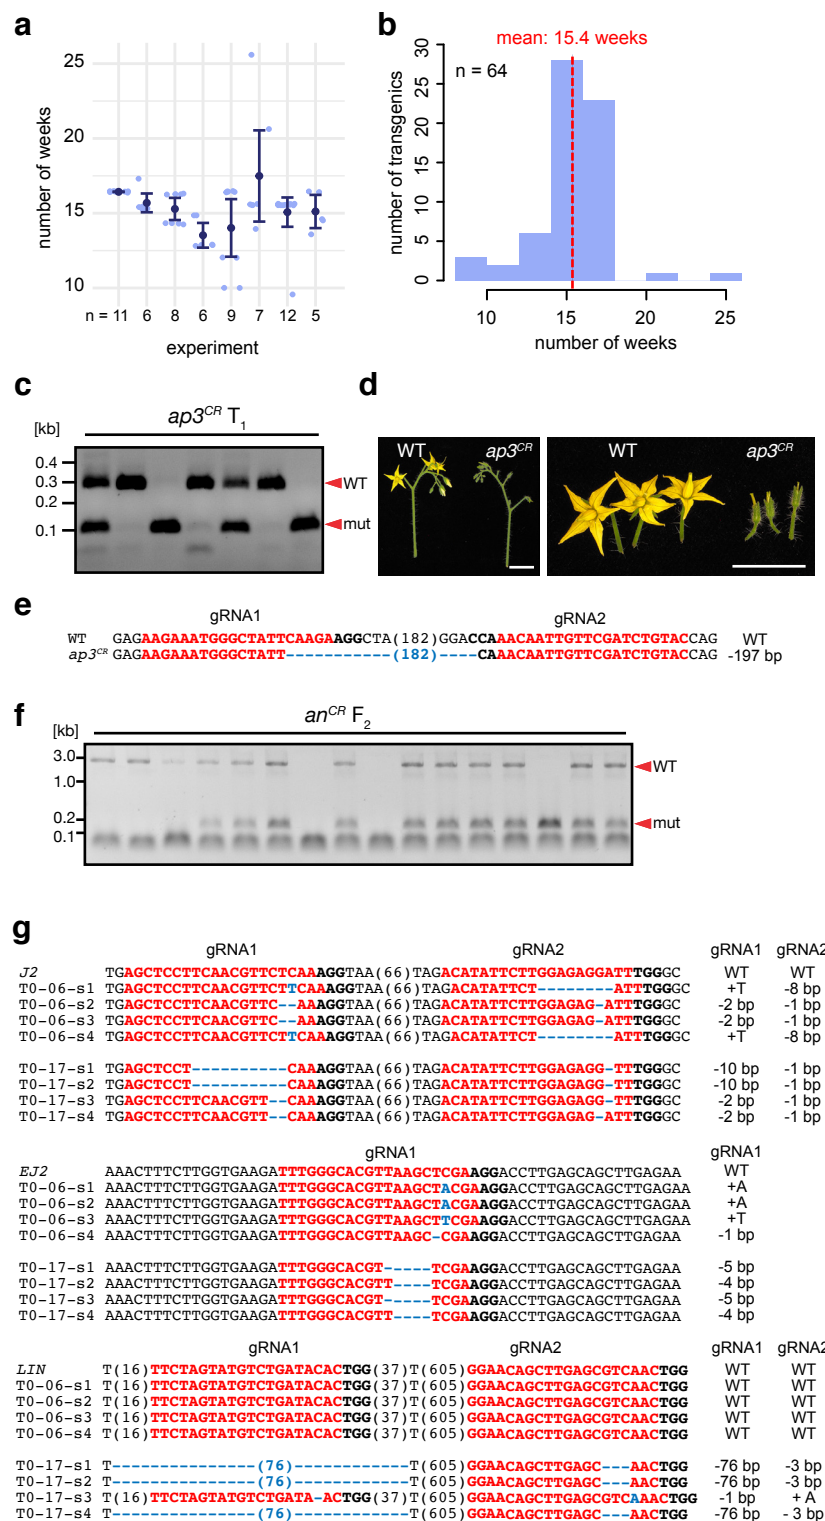 a
25
20
15
10
number of weeks
n = 11 6 8 6 9 7 12 5
experiment
b
mean: 15.4 weeks
n = 64
30
25
20
15
10
5
0
number of transgenics
10 15 20 25
number of weeks
c
ap3CR T1
[kb]
0.4
0.3
0.2
0.1
WT
mut
d
WT ap3CR
WT ap3CR
e
gRNA1 gRNA2
WT GAGAAGAAATGGGCTATTCAAGAAGGCTA(182)GGACCAAACAATTGTTCGATCTGTACCAG WT
ap3CR GAGAAGAAATGGGCTATT-----------(182)----CAAACAATTGTTCGATCTGTACCAG -197 bp
f
anCR F2
[kb]
3.0
1.0
0.2
0.1
WT
mut
g
gRNA1 gRNA2 gRNA1 gRNA2
J2 TGAGCTCCTTCAACGTTCTCAAAGGTAA(66)TAGACATATTCTTGGAGAGGATTTGGGC WT WT
T0-06-s1 TGAGCTCCTTCAACGTTCTTCAAAGGTAA(66)TAGACATATTCT--------ATTTGGGC +T -8 bp
T0-06-s2 TGAGCTCCTTCAACGTTC--AAAGGTAA(66)TAGACATATTCTTGGAGAG-ATTTGGGC -2 bp -1 bp
T0-06-s3 TGAGCTCCTTCAACGTTC--AAAGGTAA(66)TAGACATATTCTTGGAGAG-ATTTGGGC -2 bp -1 bp
T0-06-s4 TGAGCTCCTTCAACGTTCTTCAAAGGTAA(66)TAGACATATTCT--------ATTTGGGC +T -8 bp
T0-17-s1 TGAGCTCCT----------CAAAGGTAA(66)TAGACATATTCTTGGAGAGG-TTTGGGC -10 bp -1 bp
T0-17-s2 TGAGCTCCT----------CAAAGGTAA(66)TAGACATATTCTTGGAGAGG-TTTGGGC -10 bp -1 bp
T0-17-s3 TGAGCTCCTTCAACGTT--CAAAGGTAA(66)TAGACATATTCTTGGAGAG-ATTTGGGC -2 bp -1 bp
T0-17-s4 TGAGCTCCTTCAACGTT--CAAAGGTAA(66)TAGACATATTCTTGGAGAG-ATTTGGGC -2 bp -1 bp
gRNA1 gRNA1
EJ2 AAACTTTCTTGGTGAAGATTTGGGCACGTTAAGCTCGAAGGACCTTGAGCAGCTTGAGAA WT
T0-06-s1 AAACTTTCTTGGTGAAGATTTGGGCACGTTAAGCTACGAAGGACCTTGAGCAGCTTGAGAA +A
T0-06-s2 AAACTTTCTTGGTGAAGATTTGGGCACGTTAAGCTACGAAGGACCTTGAGCAGCTTGAGAA +A
T0-06-s3 AAACTTTCTTGGTGAAGATTTGGGCACGTTAAGCTTCGAAGGACCTTGAGCAGCTTGAGAA +T
T0-06-s4 AAACTTTCTTGGTGAAGATTTGGGCACGTTAAGC-CGAAGGACCTTGAGCAGCTTGAGAA -1 bp
T0-17-s1 AAACTTTCTTGGTGAAGATTTGGGCACGT-----TCGAAGGACCTTGAGCAGCTTGAGAA -5 bp
T0-17-s2 AAACTTTCTTGGTGAAGATTTGGGCACGTT----TCGAAGGACCTTGAGCAGCTTGAGAA -4 bp
T0-17-s3 AAACTTTCTTGGTGAAGATTTGGGCACGT-----TCGAAGGACCTTGAGCAGCTTGAGAA -5 bp
T0-17-s4 AAACTTTCTTGGTGAAGATTTGGGCACGTT----TCGAAGGACCTTGAGCAGCTTGAGAA -4 bp
gRNA1 gRNA2 gRNA1 gRNA2
LIN T(16)TTCTAGTATGTCTGATACACTGG(37)T(605)GGAACAGCTTGAGCGTCAACTGG WT WT
T0-06-s1 T(16)TTCTAGTATGTCTGATACACTGG(37)T(605)GGAACAGCTTGAGCGTCAACTGG WT WT
T0-06-s2 T(16)TTCTAGTATGTCTGATACACTGG(37)T(605)GGAACAGCTTGAGCGTCAACTGG WT WT
T0-06-s3 T(16)TTCTAGTATGTCTGATACACTGG(37)T(605)GGAACAGCTTGAGCGTCAACTGG WT WT
T0-06-s4 T(16)TTCTAGTATGTCTGATACACTGG(37)T(605)GGAACAGCTTGAGCGTCAACTGG WT WT
T0-17-s1 T---------------(76)------------T(605)GGAACAGCTTGAGC---AACTGG -76 bp -3 bp
T0-17-s2 T---------------(76)------------T(605)GGAACAGCTTGAGC---AACTGG -76 bp -3 bp
T0-17-s3 T(16)TTCTAGTATGTCTGATA-ACTGG(37)T(605)GGAACAGCTTGAGCGTCAAACTGG -1 bp + A
T0-17-s4 T---------------(76)------------T(605)GGAACAGCTTGAGC---AACTGG -76 bp - 3 bp